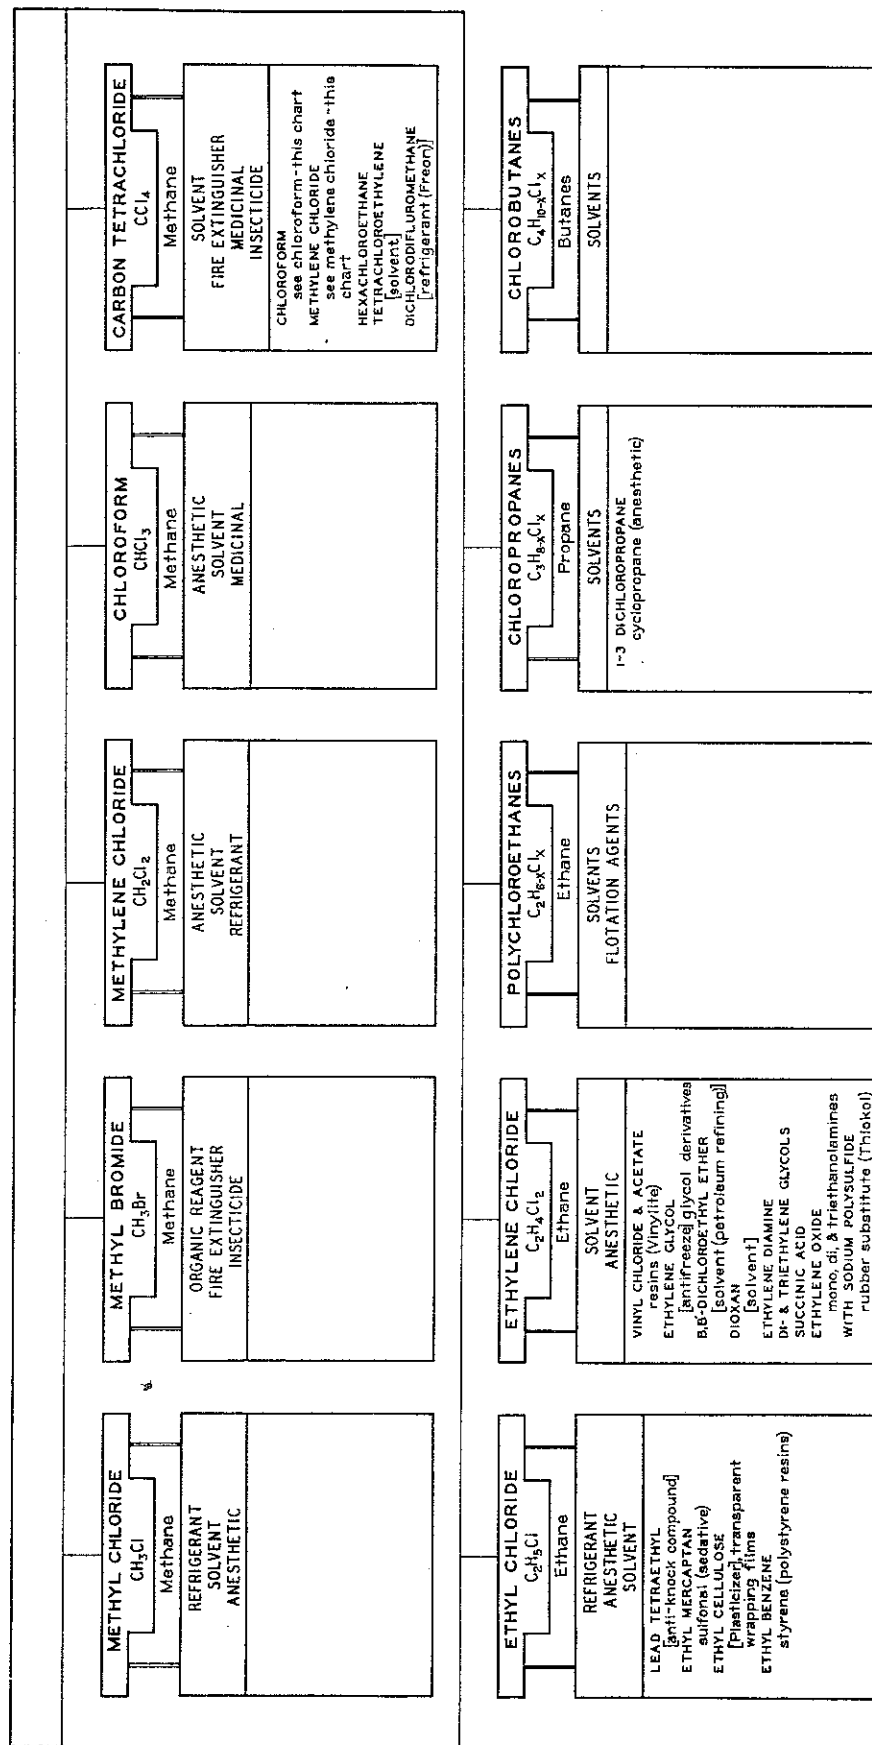 METHYL CHLORIDE
CH3Cl
Methane
REFRIGERANT
SOLVENT
ANESTHETIC
METHYL BROMIDE
CH3Br
Methane
ORGANIC REAGENT
FIRE EXTINGUISHER
INSECTICIDE
METHYLENE CHLORIDE
CH2Cl2
Methane
ANESTHETIC
SOLVENT
REFRIGERANT
CHLOROFORM
CHCl3
Methane
ANESTHETIC
SOLVENT
MEDICINAL
CARBON TETRACHLORIDE
CCl4
Methane
SOLVENT
FIRE EXTINGUISHER
MEDICINAL
INSECTICIDE
CHLOROFORM
see chloroform-this chart
METHYLENE CHLORIDE
see methylene chloride-this
chart
HEXACHLOROETHANE
TETRACHLOROETHYLENE
[solvent]
DICHLORODIFLUROMETHANE
[refrigerant (Freon)]
ETHYL CHLORIDE
C2H5Cl
Ethane
REFRIGERANT
ANESTHETIC
SOLVENT
LEAD TETRAETHYL
[anti-knock compound]
ETHYL MERCAPTAN
sulfonal (sedative)
ETHYL CELLULOSE
[Plasticizer], transparent
wrapping films
ETHYL BENZENE
styrene (polystyrene resins)
ETHYLENE CHLORIDE
C2H4Cl2
Ethane
SOLVENT
ANESTHETIC
VINYL CHLORIDE & ACETATE
resins (Vinylite)
ETHYLENE GLYCOL
[antifreeze] glycol derivatives
B,B'-DICHLOROETHYL ETHER
[solvent (petroleum refining)]
DIOXAN
[solvent]
ETHYLENE DIAMINE
DI- & TRIETHYLENE GLYCOLS
SUCCINIC ACID
ETHYLENE OXIDE
mono, di, & triethanolamines
WITH SODIUM POLYSULFIDE
rubber substitute (Thiokol)
POLYCHLOROETHANES
C2H6-XClX
Ethane
SOLVENTS
FLOTATION AGENTS
CHLOROPROPANES
C3H8-XClX
Propane
SOLVENTS
1-3 DICHLOROPROPANE
cyclopropane (anesthetic)
CHLOROBUTANES
C4H10-XClX
Butanes
SOLVENTS